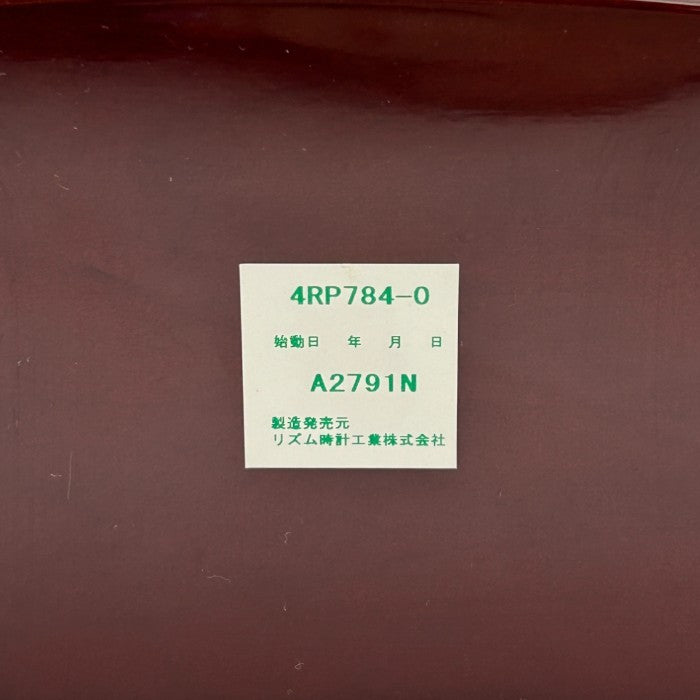 4RP784-0
始動日 年 月 日
A2791N
製造発売元
リズム時計工業株式会社